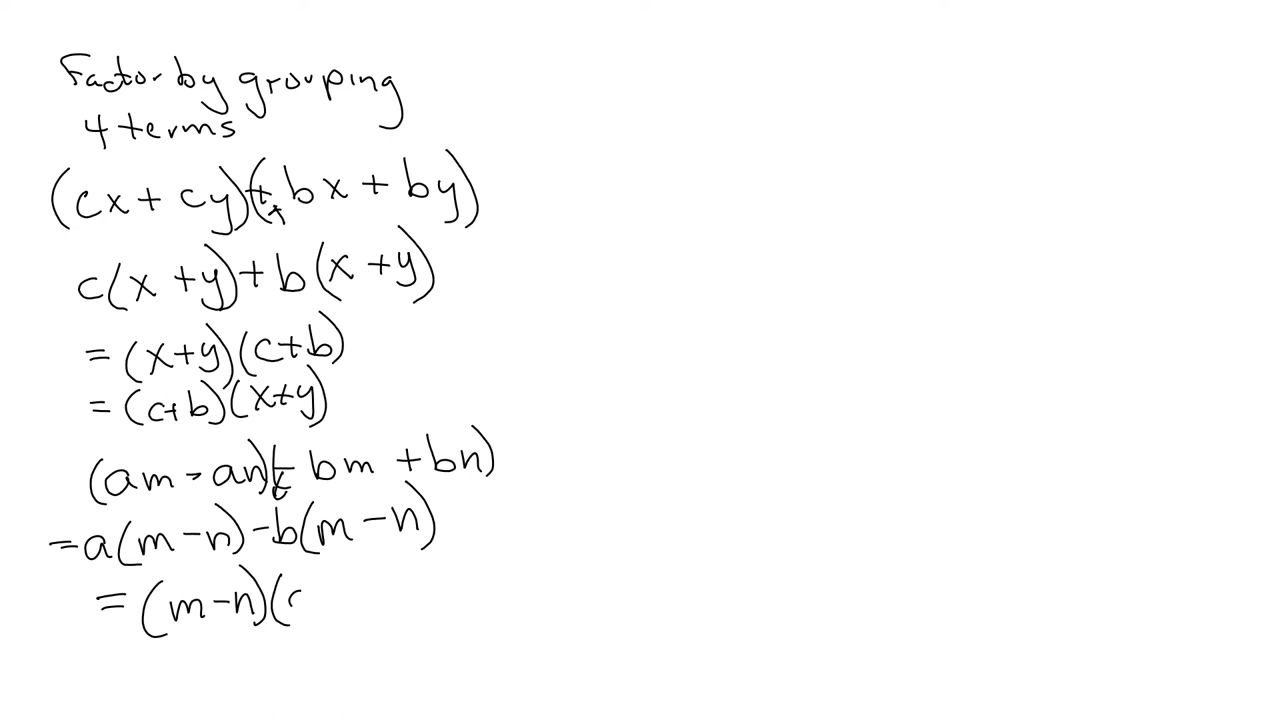 Factor by grouping
4 terms
(cx + cy) + (+ bx + by)
c(x + y) + b(x + y)
= (x+y)(c+b)
= (c+b)(x+y)
(am - an) + (- bm + bn)
= a(m - n) - b(m - n)
= (m - n)(